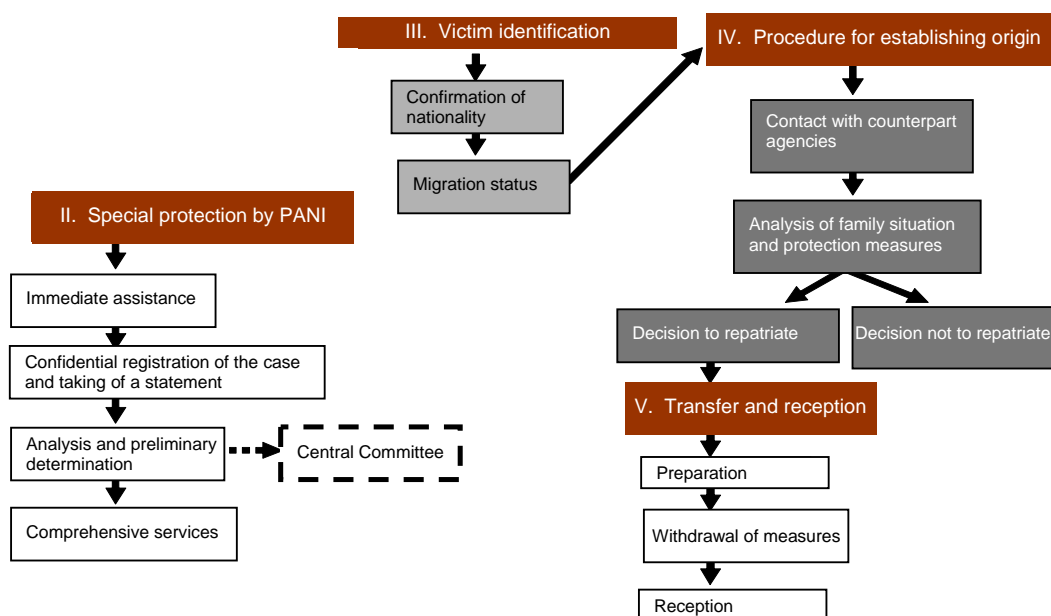 II. Special protection by PANI
Immediate assistance
Confidential registration of the case
and taking of a statement
Analysis and preliminary
determination
Central Committee
Comprehensive services
III. Victim identification
Confirmation of
nationality
Migration status
IV. Procedure for establishing origin
Contact with counterpart
agencies
Analysis of family situation
and protection measures
Decision to repatriate
Decision not to repatriate
V. Transfer and reception
Preparation
Withdrawal of measures
Reception